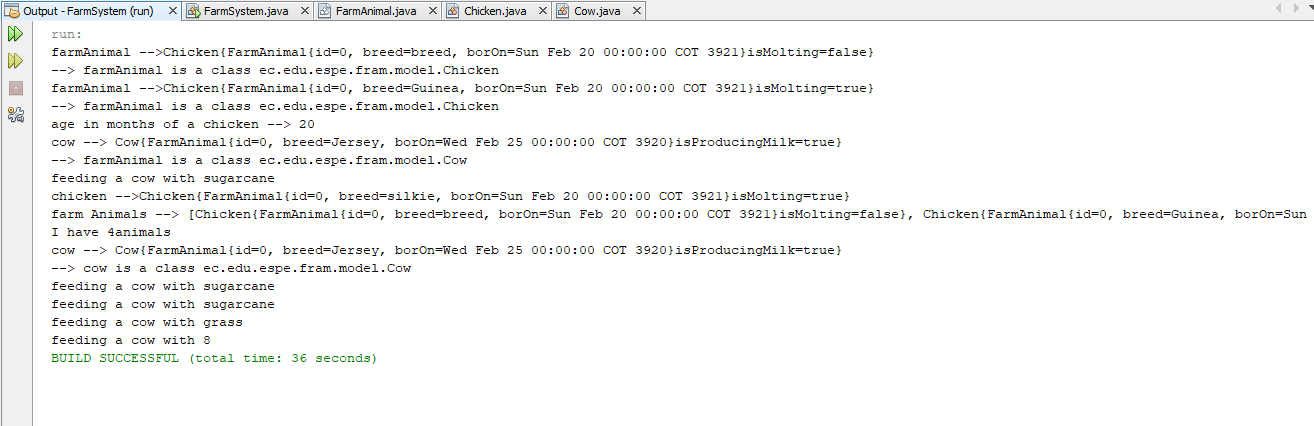 Output - FarmSystem (run) FarmSystem.java FarmAnimal.java Chicken.java Cow.java
run:
farmAnimal -->Chicken{FarmAnimal{id=0, breed=breed, borOn=Sun Feb 20 00:00:00 COT 3921}isMolting=false}
--> farmAnimal is a class ec.edu.espe.fram.model.Chicken
farmAnimal -->Chicken{FarmAnimal{id=0, breed=Guinea, borOn=Sun Feb 20 00:00:00 COT 3921}isMolting=true}
--> farmAnimal is a class ec.edu.espe.fram.model.Chicken
age in months of a chicken --> 20
cow --> Cow{FarmAnimal{id=0, breed=Jersey, borOn=Wed Feb 25 00:00:00 COT 3920}isProducingMilk=true}
--> farmAnimal is a class ec.edu.espe.fram.model.Cow
feeding a cow with sugarcane
chicken -->Chicken{FarmAnimal{id=0, breed=silkie, borOn=Sun Feb 20 00:00:00 COT 3921}isMolting=true}
farm Animals --> [Chicken{FarmAnimal{id=0, breed=breed, borOn=Sun Feb 20 00:00:00 COT 3921}isMolting=false}, Chicken{FarmAnimal{id=0, breed=Guinea, borOn=Sun
I have 4animals
cow --> Cow{FarmAnimal{id=0, breed=Jersey, borOn=Wed Feb 25 00:00:00 COT 3920}isProducingMilk=true}
--> cow is a class ec.edu.espe.fram.model.Cow
feeding a cow with sugarcane
feeding a cow with sugarcane
feeding a cow with grass
feeding a cow with 8
BUILD SUCCESSFUL (total time: 36 seconds)